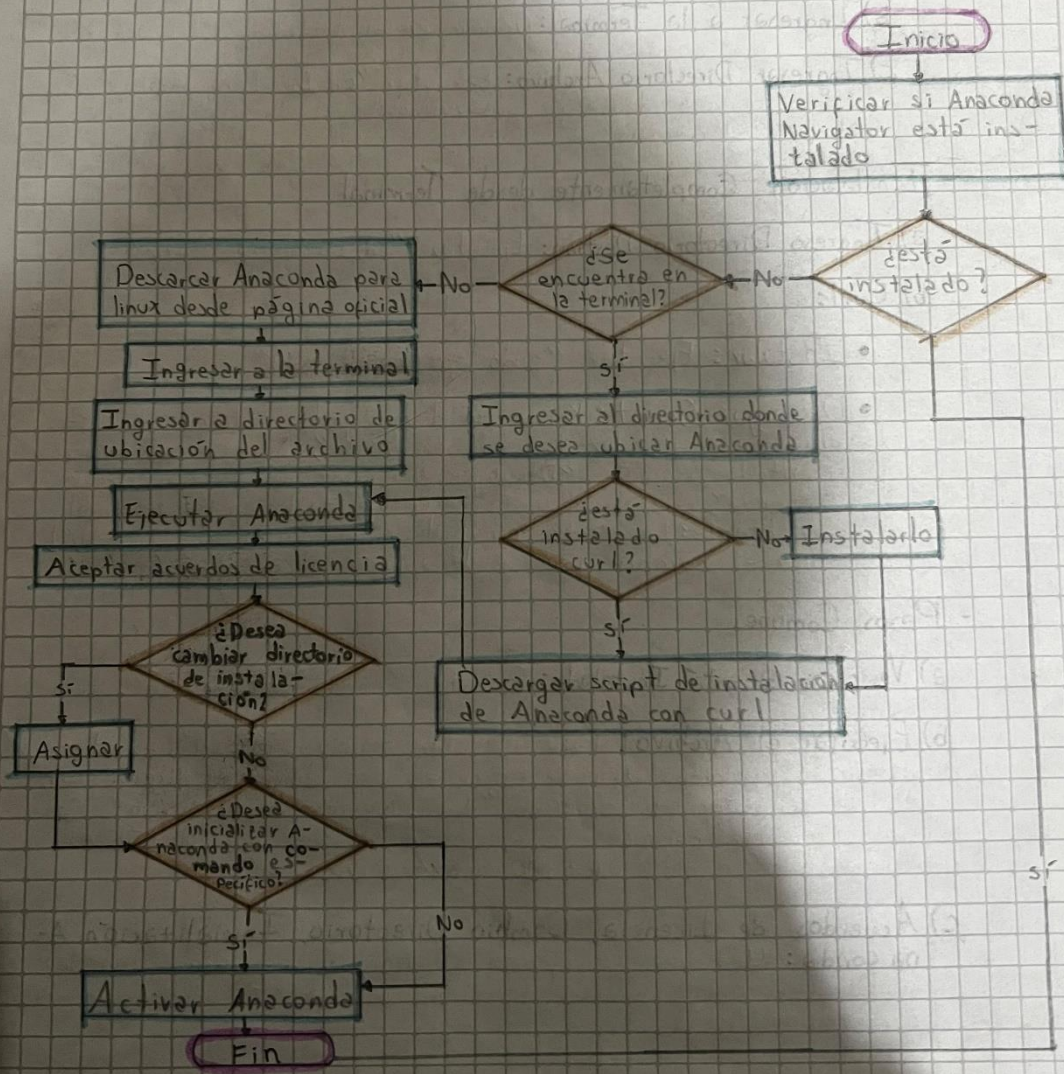 Inicio
Verificar si Anaconda
Navigator está ins-
talado
¿está
instalado?
No
¿se
encuentra en
la terminal?
No
Descarcar Anaconda para
linux desde página oficial
Ingresar a la terminal
Ingresar a directorio de
ubicación del archivo
Ejecutar Anaconda
Aceptar acuerdos de licencia
¿Desea
cambiar directorio
de instala-
ción?
sí
Asignar
No
¿Desea
inicializar A-
naconda con co-
mando es-
pecífico?
sí
No
Activar Anaconda
Fin
sí
Ingresar al directorio donde
se desea ubicar Anaconda
¿está
instalado
curl?
No
Instalarlo
sí
Descargar script de instalación
de Anaconda con curl
sí